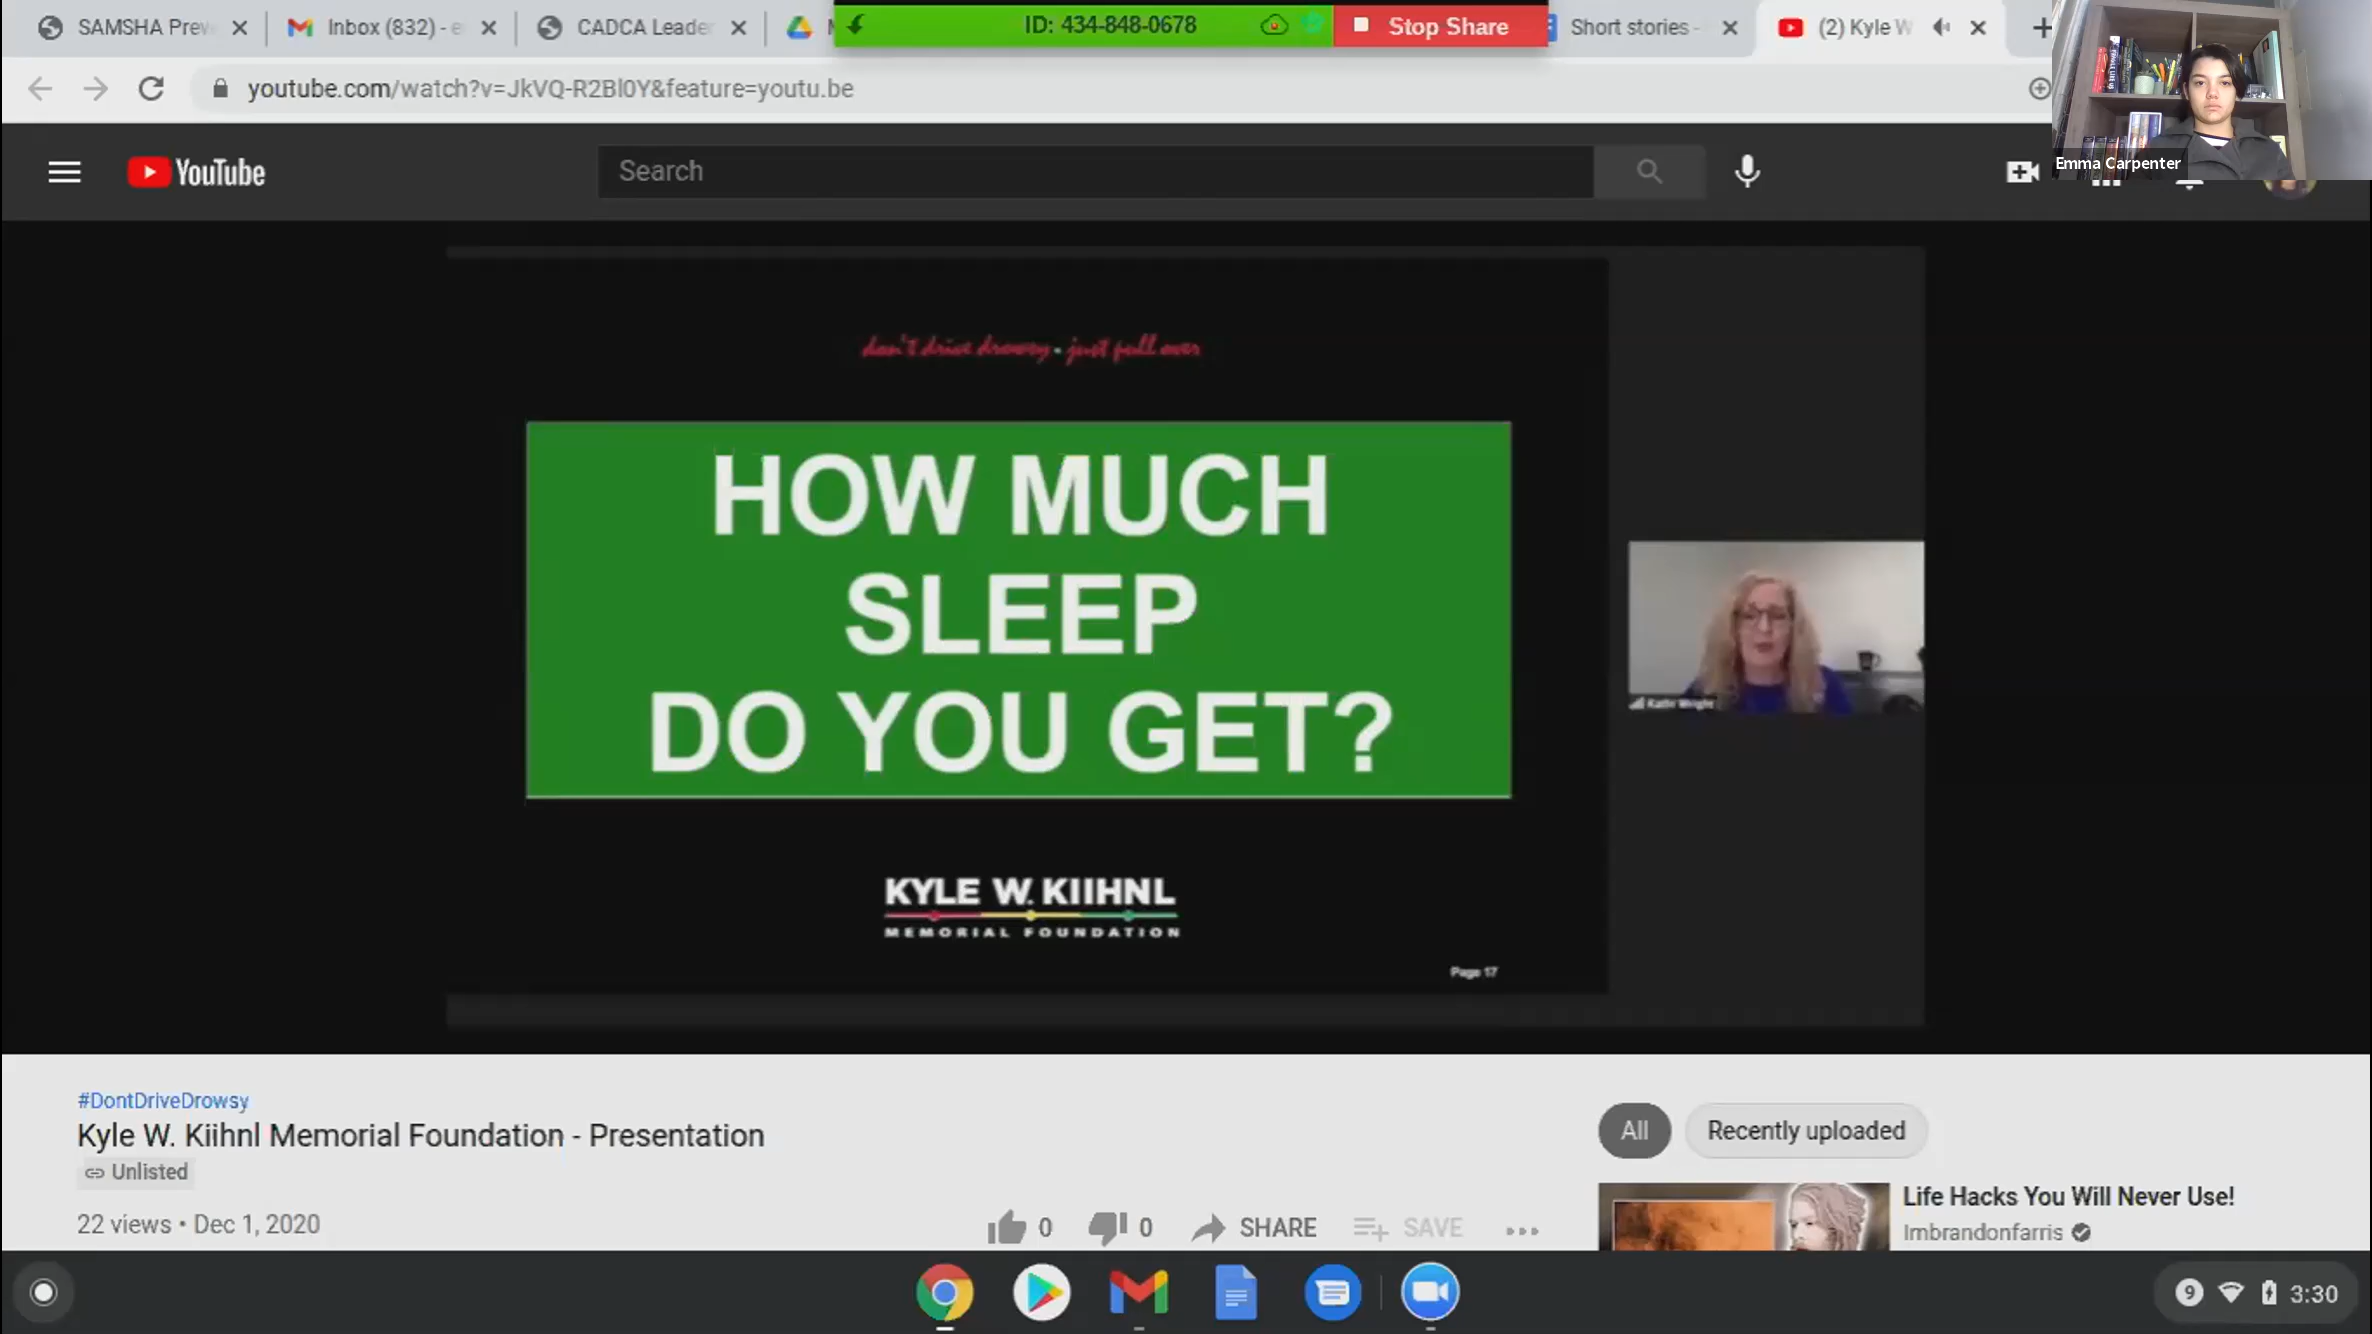 SAMSHA Prev
Inbox (832) - e
CADCA Leade
ID: 434-848-0678
Stop Share
Short stories -
(2) Kyle W
youtube.com/watch?v=JkVQ-R2Bl0Y&feature=youtu.be
YouTube
Search
Emma Carpenter
don't drive drowsy - just pull over
HOW MUCH
SLEEP
DO YOU GET?
Katie Wright
KYLE W. KIIHNL
MEMORIAL FOUNDATION
Page 17
#DontDriveDrowsy
Kyle W. Kiihnl Memorial Foundation - Presentation
Unlisted
22 views • Dec 1, 2020
0
0
SHARE
SAVE
All
Recently uploaded
Life Hacks You Will Never Use!
Imbrandonfarris
9
3:30